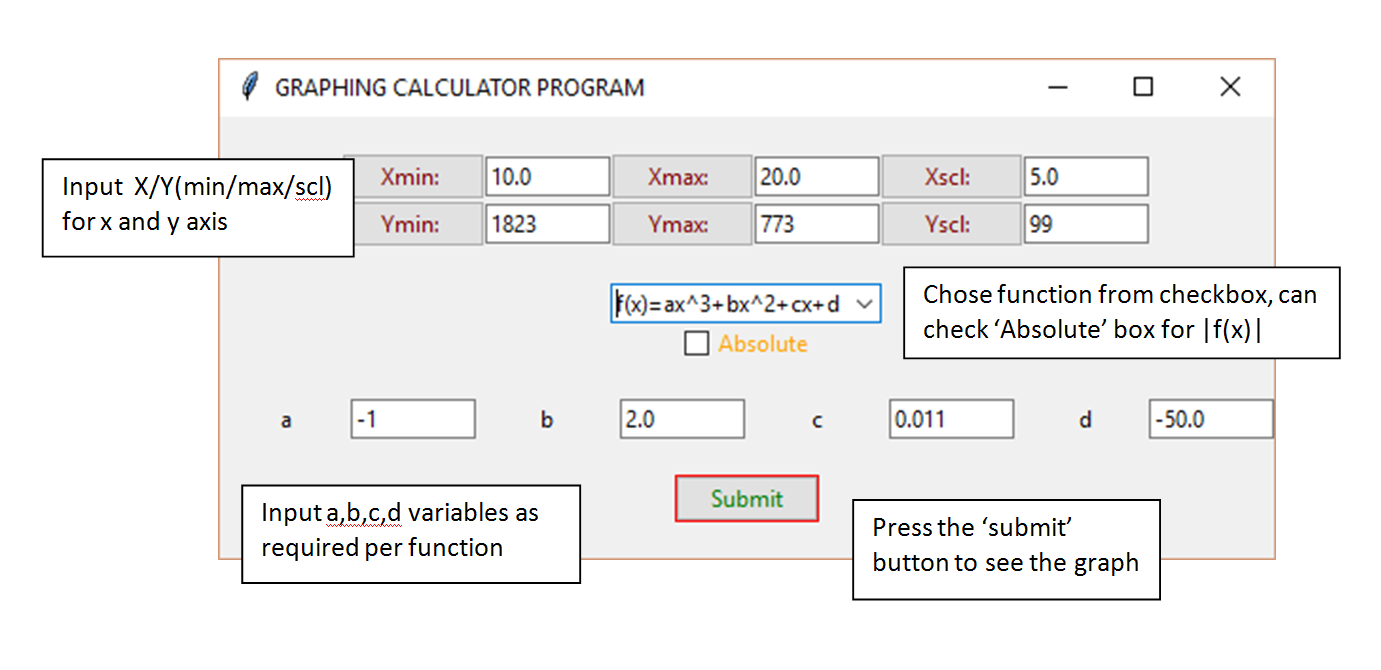 GRAPHING CALCULATOR PROGRAM
Input X/Y(min/max/scl)
for x and y axis
Xmin: 10.0 Xmax: 20.0 Xscl: 5.0
Ymin: 1823 Ymax: 773 Yscl: 99
f(x)=ax^3+bx^2+cx+d
Absolute
Chose function from checkbox, can
check ‘Absolute’ box for |f(x)|
a -1 b 2.0 c 0.011 d -50.0
Submit
Input a,b,c,d variables as
required per function
Press the ‘submit’
button to see the graph